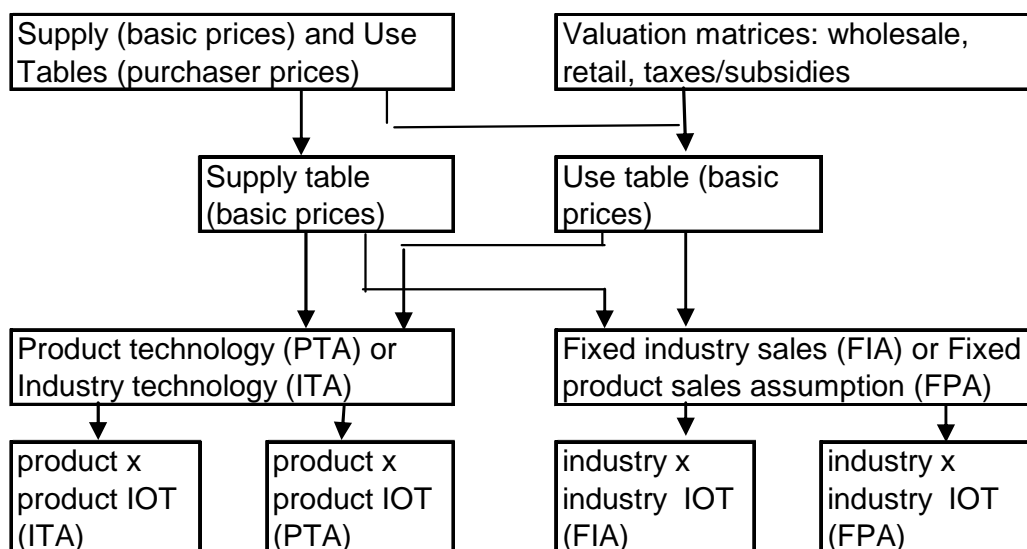 Supply (basic prices) and Use
Tables (purchaser prices)
Valuation matrices: wholesale,
retail, taxes/subsidies
Supply table
(basic prices)
Use table (basic
prices)
Product technology (PTA) or
Industry technology (ITA)
Fixed industry sales (FIA) or Fixed
product sales assumption (FPA)
product x
product IOT
(ITA)
product x
product IOT
(PTA)
industry x
industry IOT
(FIA)
industry x
industry IOT
(FPA)